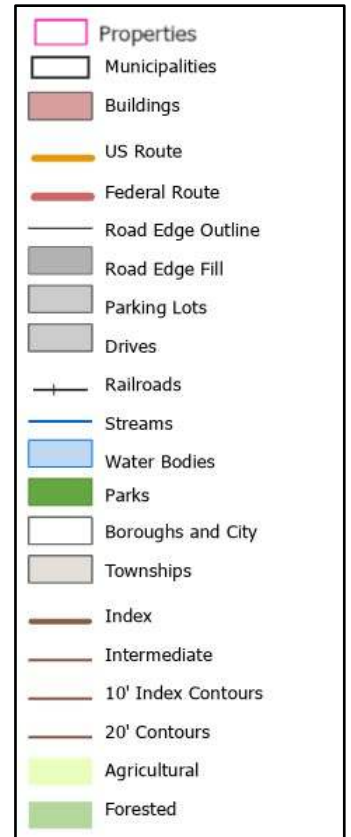 Properties
Municipalities
Buildings
US Route
Federal Route
Road Edge Outline
Road Edge Fill
Parking Lots
Drives
Railroads
Streams
Water Bodies
Parks
Boroughs and City
Townships
Index
Intermediate
10' Index Contours
20' Contours
Agricultural
Forested